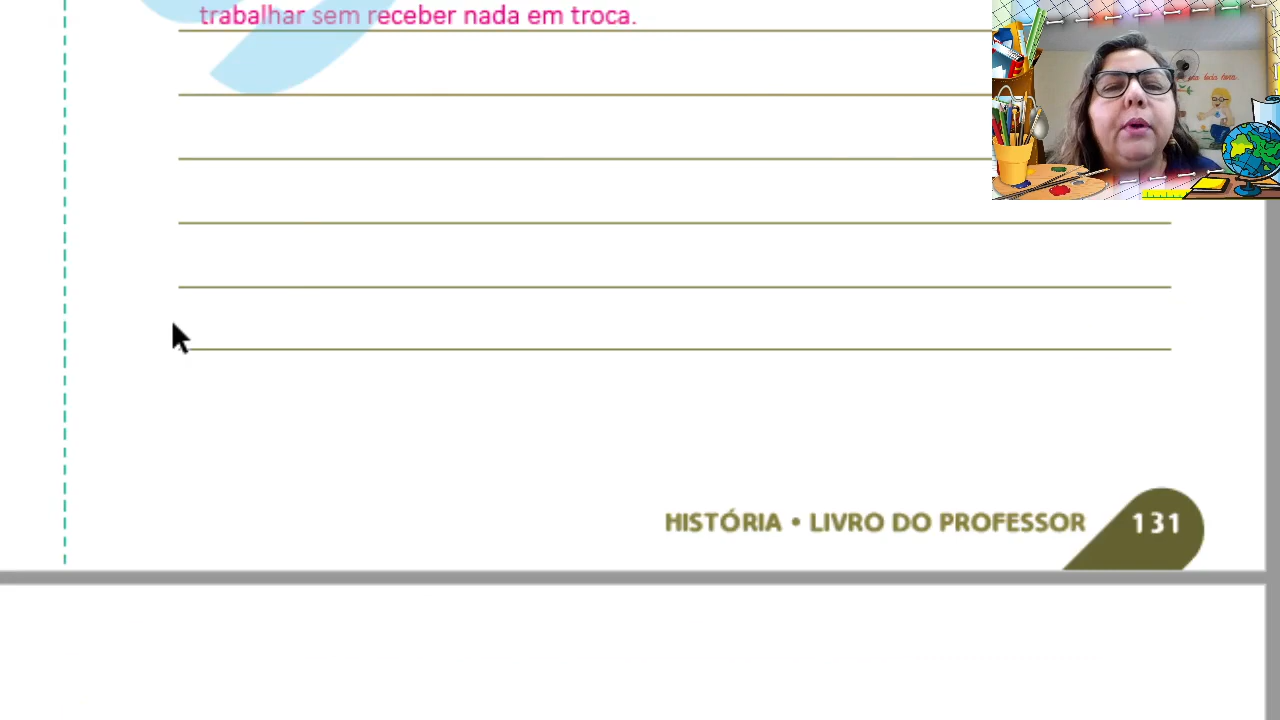 trabalhar sem receber nada em troca.
HISTÓRIA • LIVRO DO PROFESSOR
131